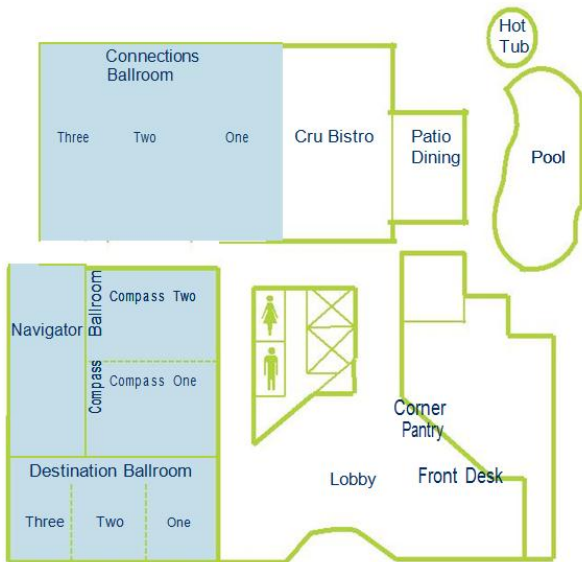 Hot
Tub
Connections
Ballroom
Three Two One
Cru Bistro
Patio
Dining
Pool
Navigator
Compass Ballroom
Compass Two
Compass One
Corner
Pantry
Destination Ballroom
Front Desk
Lobby
Three Two One